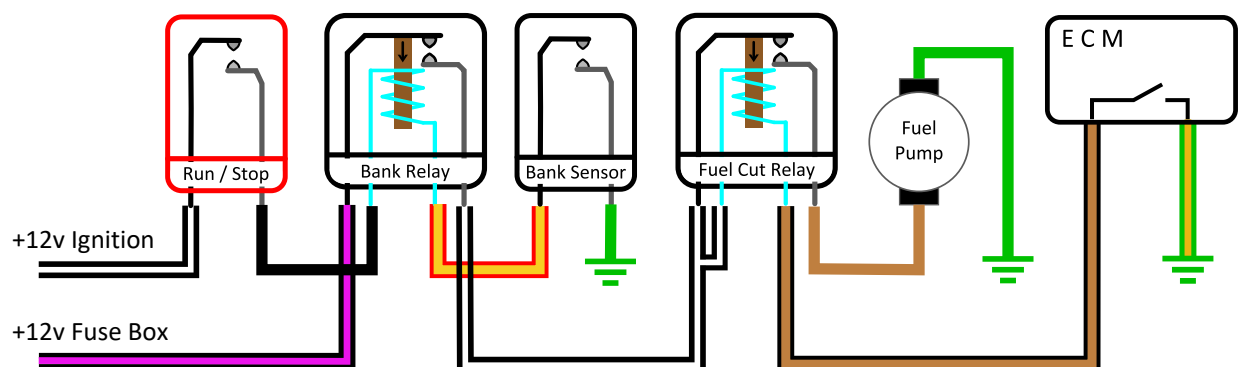 E C M
Fuel
Pump
Run / Stop
Bank Relay
Bank Sensor
Fuel Cut Relay
+12v Ignition
+12v Fuse Box